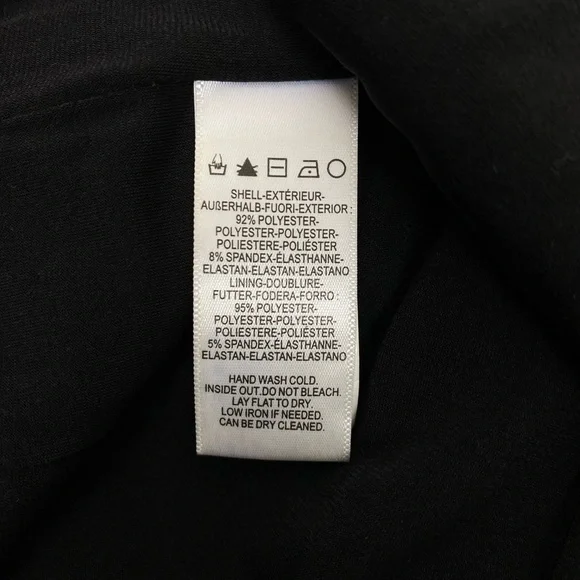 SHELL-EXTÉRIEUR-
AUßERHALB-FUORI-EXTERIOR:
92% POLYESTER-
POLYESTER-POLYESTER-
POLIESTERE-POLIÉSTER
8% SPANDEX-ÉLASTHANNE-
ELASTAN-ELASTAN-ELASTANO
LINING-DOUBLURE-
FUTTER-FODERA-FORRO:
95% POLYESTER-
POLYESTER-POLYESTER-
POLIESTERE-POLIÉSTER
5% SPANDEX-ÉLASTHANNE-
ELASTAN-ELASTAN-ELASTANO
HAND WASH COLD.
INSIDE OUT.DO NOT BLEACH.
LAY FLAT TO DRY.
LOW IRON IF NEEDED.
CAN BE DRY CLEANED.